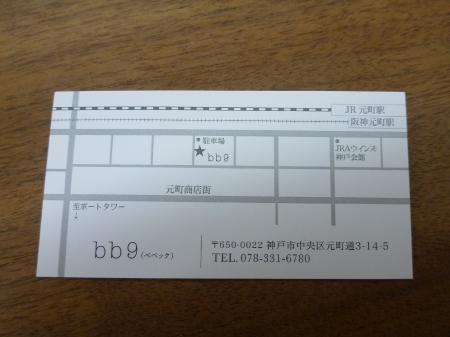 JR 元町駅
阪神元町駅
駐車場
★bb9
JRAウインズ
神戸会館
元町商店街
至ポートタワー
↓
bb9(ベベック)
〒650-0022 神戸市中央区元町通3-14-5
TEL. 078-331-6780